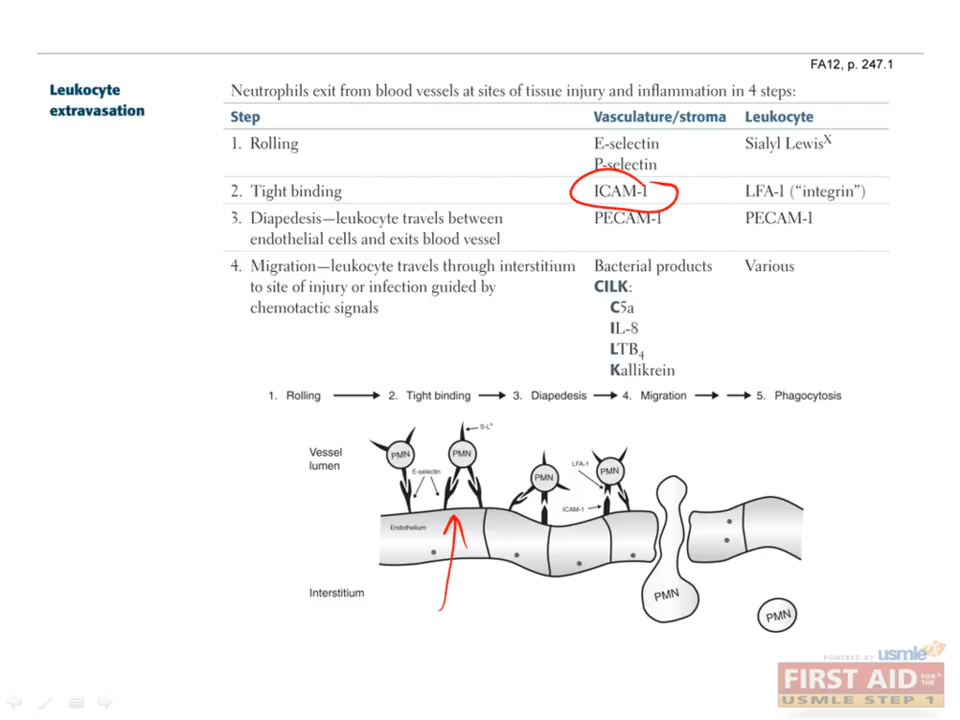 FA12, p. 247.1
Leukocyte
extravasation
Neutrophils exit from blood vessels at sites of tissue injury and inflammation in 4 steps:
Step Vasculature/stroma Leukocyte
1. Rolling E-selectin Sialyl Lewisˣ
P-selectin
2. Tight binding ICAM-1 LFA-1 (“integrin”)
3. Diapedesis—leukocyte travels between PECAM-1 PECAM-1
endothelial cells and exits blood vessel
4. Migration—leukocyte travels through interstitium Bacterial products Various
to site of injury or infection guided by CILK:
chemotactic signals C5a
IL-8
LTB₄
Kallikrein
1. Rolling 2. Tight binding 3. Diapedesis 4. Migration 5. Phagocytosis
Vessel
lumen
S-Lˣ
PMN
PMN
E-selectin
PMN
LFA-1
PMN
ICAM-1
Endothelium
Interstitium
PMN
PMN
POWERED BY usmle Rx
FIRST AID FOR THE
USMLE STEP 1